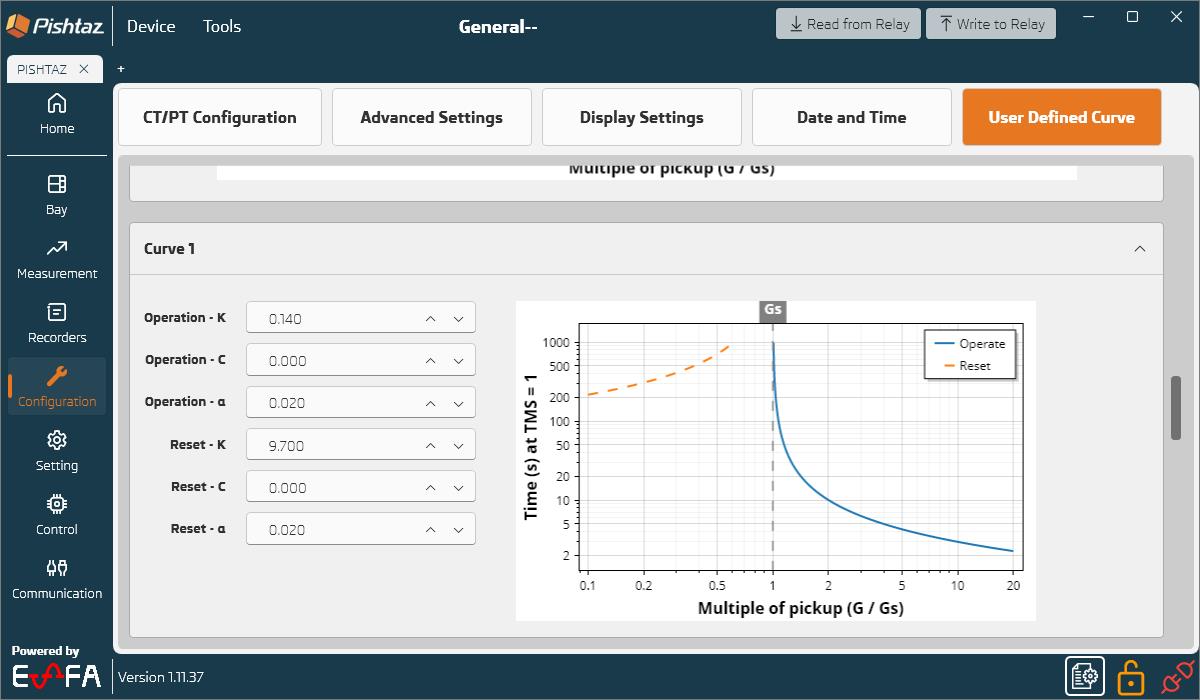 Pishtaz
Device
Tools
General--
Read from Relay
Write to Relay
PISHTAZ
+
Home
Bay
Measurement
Recorders
Configuration
Setting
Control
Communication
CT/PT Configuration
Advanced Settings
Display Settings
Date and Time
User Defined Curve
Multiple of pickup (G / Gs)
Curve 1
Operation - K
0.140
Operation - C
0.000
Operation - α
0.020
Reset - K
9.700
Reset - C
0.000
Reset - α
0.020
Gs
Operate
Reset
Time (s) at TMS = 1
1000
500
200
100
50
20
10
5
2
0.1
0.2
0.5
1
2
5
10
20
Multiple of pickup (G / Gs)
Powered by
Version 1.11.37